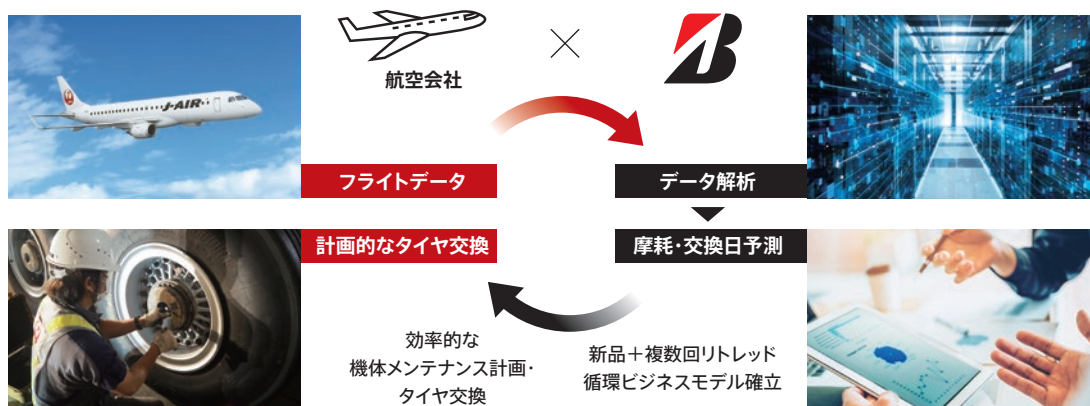 航空会社
J-AIR
フライトデータ
データ解析
計画的なタイヤ交換
摩耗・交換日予測
効率的な
機体メンテナンス計画・
タイヤ交換
新品＋複数回リトレッド
循環ビジネスモデル確立